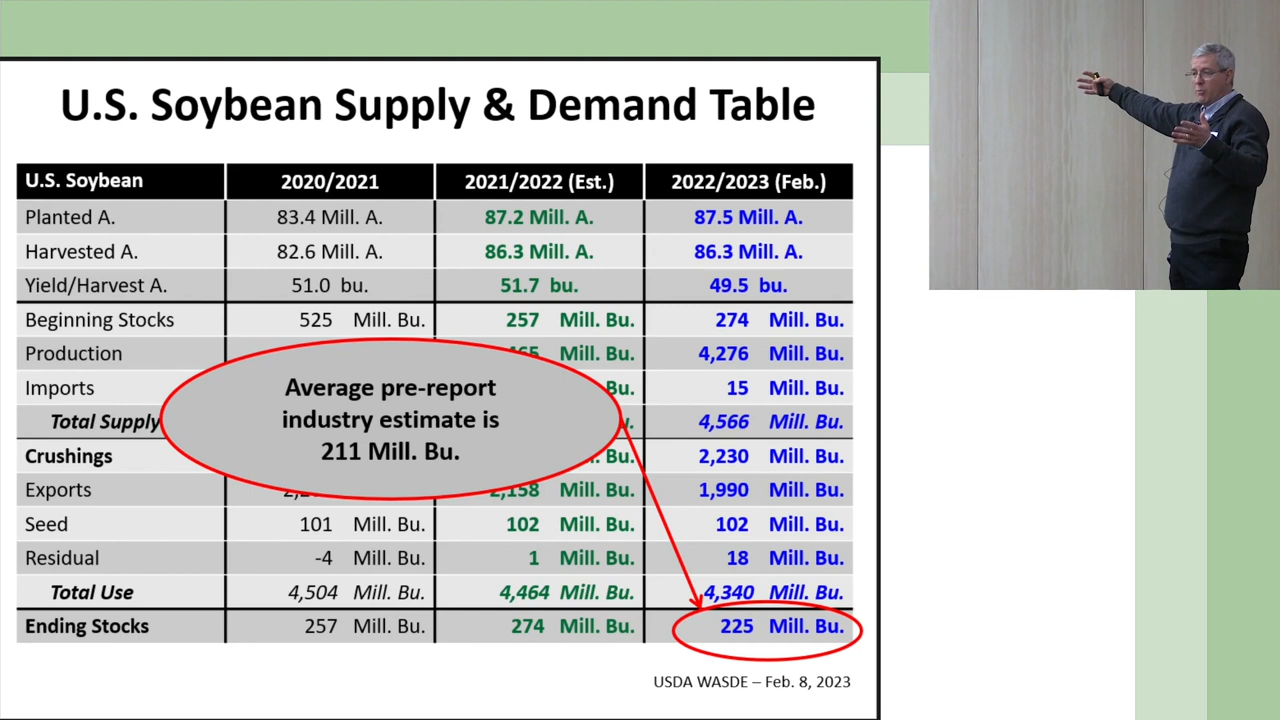 U.S. Soybean Supply & Demand Table
U.S. Soybean 2020/2021 2021/2022 (Est.) 2022/2023 (Feb.)
Planted A. 83.4 Mill. A. 87.2 Mill. A. 87.5 Mill. A.
Harvested A. 82.6 Mill. A. 86.3 Mill. A. 86.3 Mill. A.
Yield/Harvest A. 51.0 bu. 51.7 bu. 49.5 bu.
Beginning Stocks 525 Mill. Bu. 257 Mill. Bu. 274 Mill. Bu.
Production Mill. Bu. 4,276 Mill. Bu.
Imports Bu. 15 Mill. Bu.
Total Supply 4,566 Mill. Bu.
Crushings Bu. 2,230 Mill. Bu.
Exports 2,158 Mill. Bu. 1,990 Mill. Bu.
Seed 101 Mill. Bu. 102 Mill. Bu. 102 Mill. Bu.
Residual -4 Mill. Bu. 1 Mill. Bu. 18 Mill. Bu.
Total Use 4,504 Mill. Bu. 4,464 Mill. Bu. 4,340 Mill. Bu.
Ending Stocks 257 Mill. Bu. 274 Mill. Bu. 225 Mill. Bu.
Average pre-report
industry estimate is
211 Mill. Bu.
USDA WASDE – Feb. 8, 2023